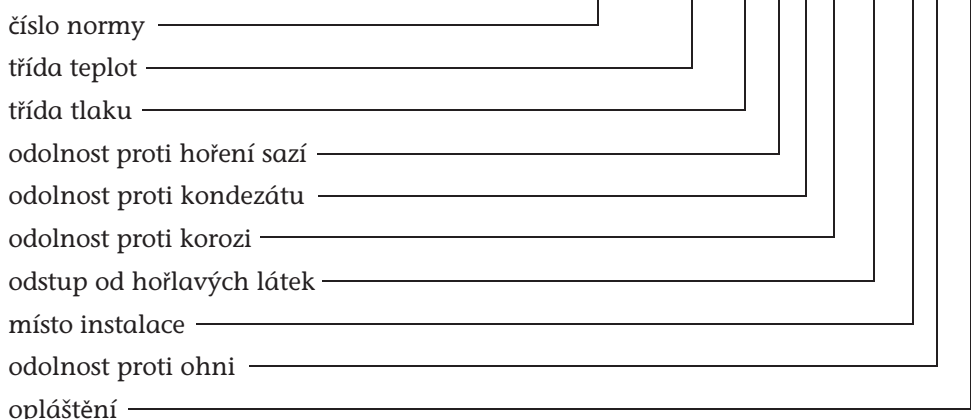 číslo normy
třída teplot
třída tlaku
odolnost proti hoření sazí
odolnost proti kondezátu
odolnost proti korozi
odstup od hořlavých látek
místo instalace
odolnost proti ohni
opláštění